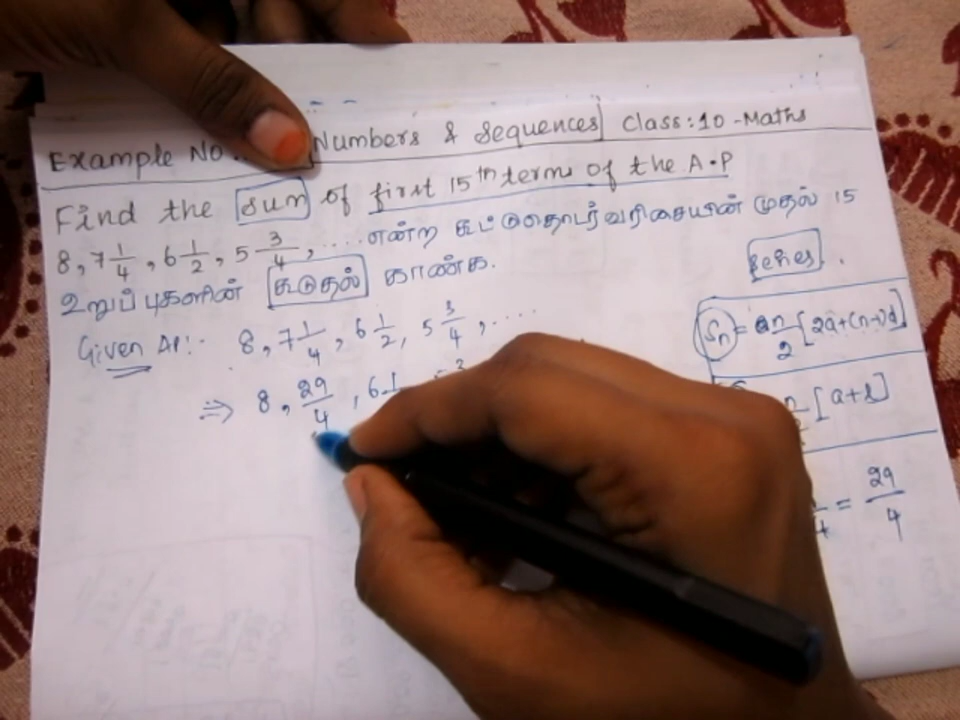 Example No. [Numbers & Sequences] Class: 10 - Maths
Find the sum of first 15th terms of the A.P
8, 7 1/4, 6 1/2, 5 3/4, .... என்ற கூட்டுதொடர்வரிசையின் முதல் 15
உறுப்புகளின் கூடுதல் காண்க.
Series.
Given AP:- 8, 7 1/4, 6 1/2, 5 3/4, .....
Sn = n/2 [2a+(n-1)d]
⇒ 8, 29/4, 6 1
[a+l]
= 29/4